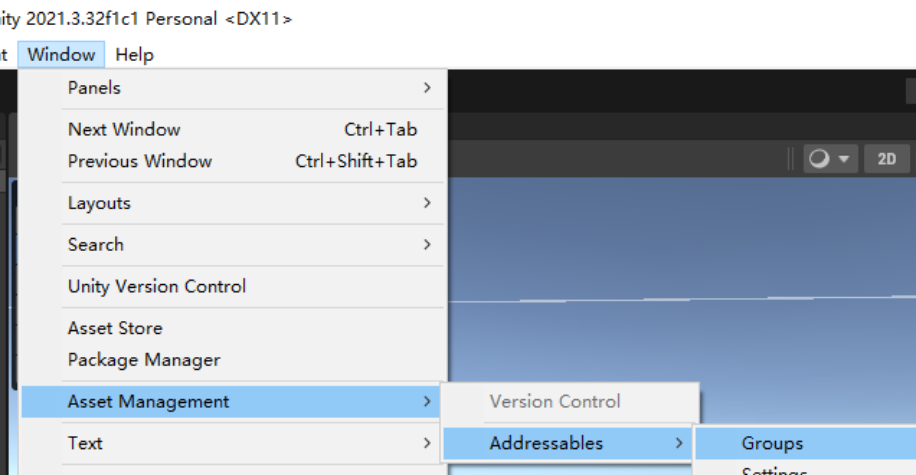 ity 2021.3.32f1c1 Personal <DX11>
t Window Help
Panels
Next Window Ctrl+Tab
Previous Window Ctrl+Shift+Tab
2D
Layouts
Search
Unity Version Control
Asset Store
Package Manager
Asset Management Version Control
Text Addressables Groups
Settings